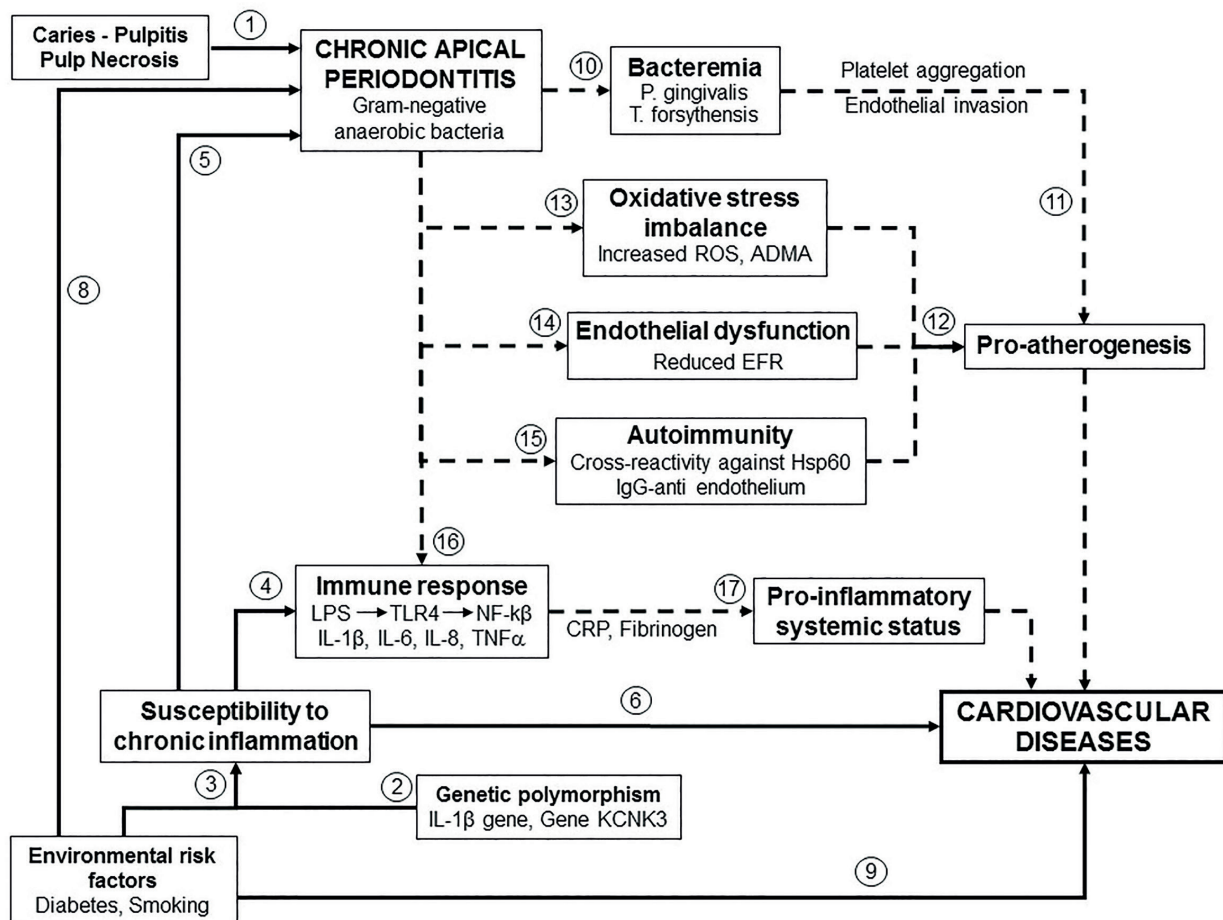 Caries - Pulpitis
Pulp Necrosis
1
CHRONIC APICAL
PERIODONTITIS
Gram-negative
anaerobic bacteria
10
Bacteremia
P. gingivalis
T. forsythensis
Platelet aggregation
Endothelial invasion
5
13
Oxidative stress
imbalance
Increased ROS, ADMA
11
8
14
Endothelial dysfunction
Reduced EFR
12
Pro-atherogenesis
15
Autoimmunity
Cross-reactivity against Hsp60
IgG-anti endothelium
16
4
Immune response
LPS → TLR4 → NF-kβ
IL-1β, IL-6, IL-8, TNFα
17
CRP, Fibrinogen
Pro-inflammatory
systemic status
Susceptibility to
chronic inflammation
6
CARDIOVASCULAR
DISEASES
3
2
Genetic polymorphism
IL-1β gene, Gene KCNK3
Environmental risk
factors
Diabetes, Smoking
9